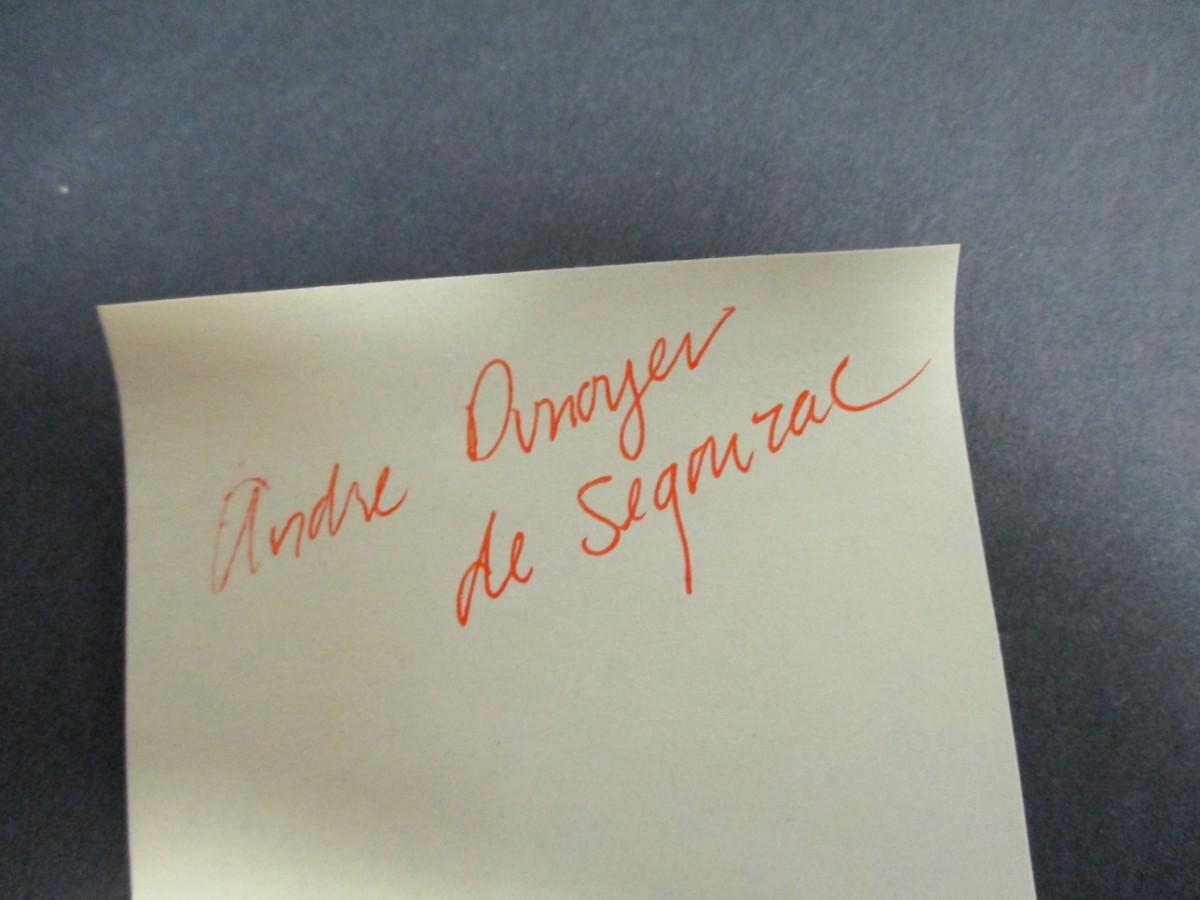 Andre Dunoyer
de Segonzac